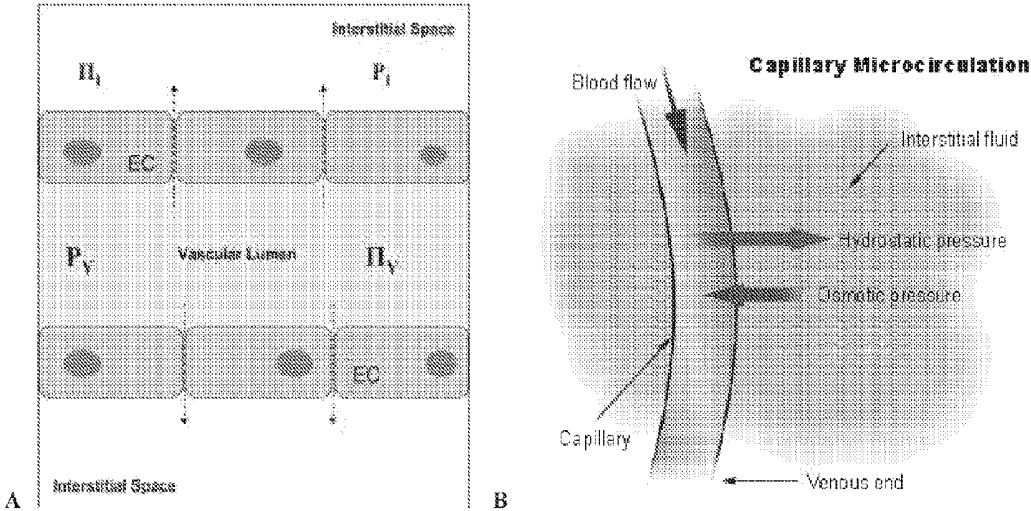 Interstitial Space
Π_i P_i
EC
P_V Vascular Lumen Π_V
EC
Interstitial Space
A
Capillary Microcirculation
Blood flow
Interstitial fluid
Hydrostatic pressure
Osmotic pressure
Capillary
Venous end
B